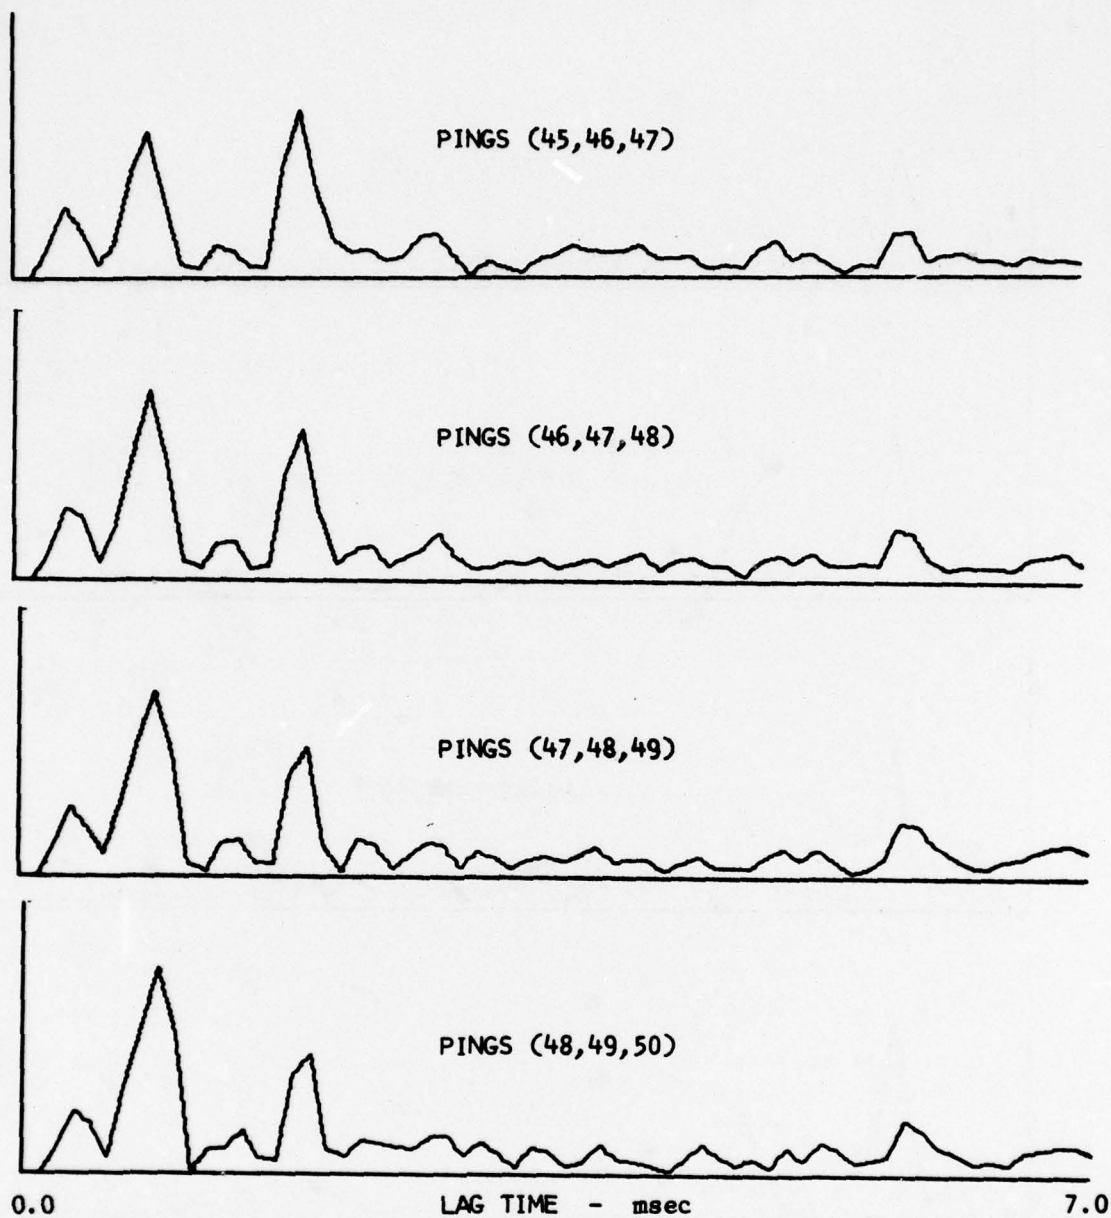 PINGS (45,46,47)
PINGS (46,47,48)
PINGS (47,48,49)
PINGS (48,49,50)
0.0 LAG TIME - msec 7.0